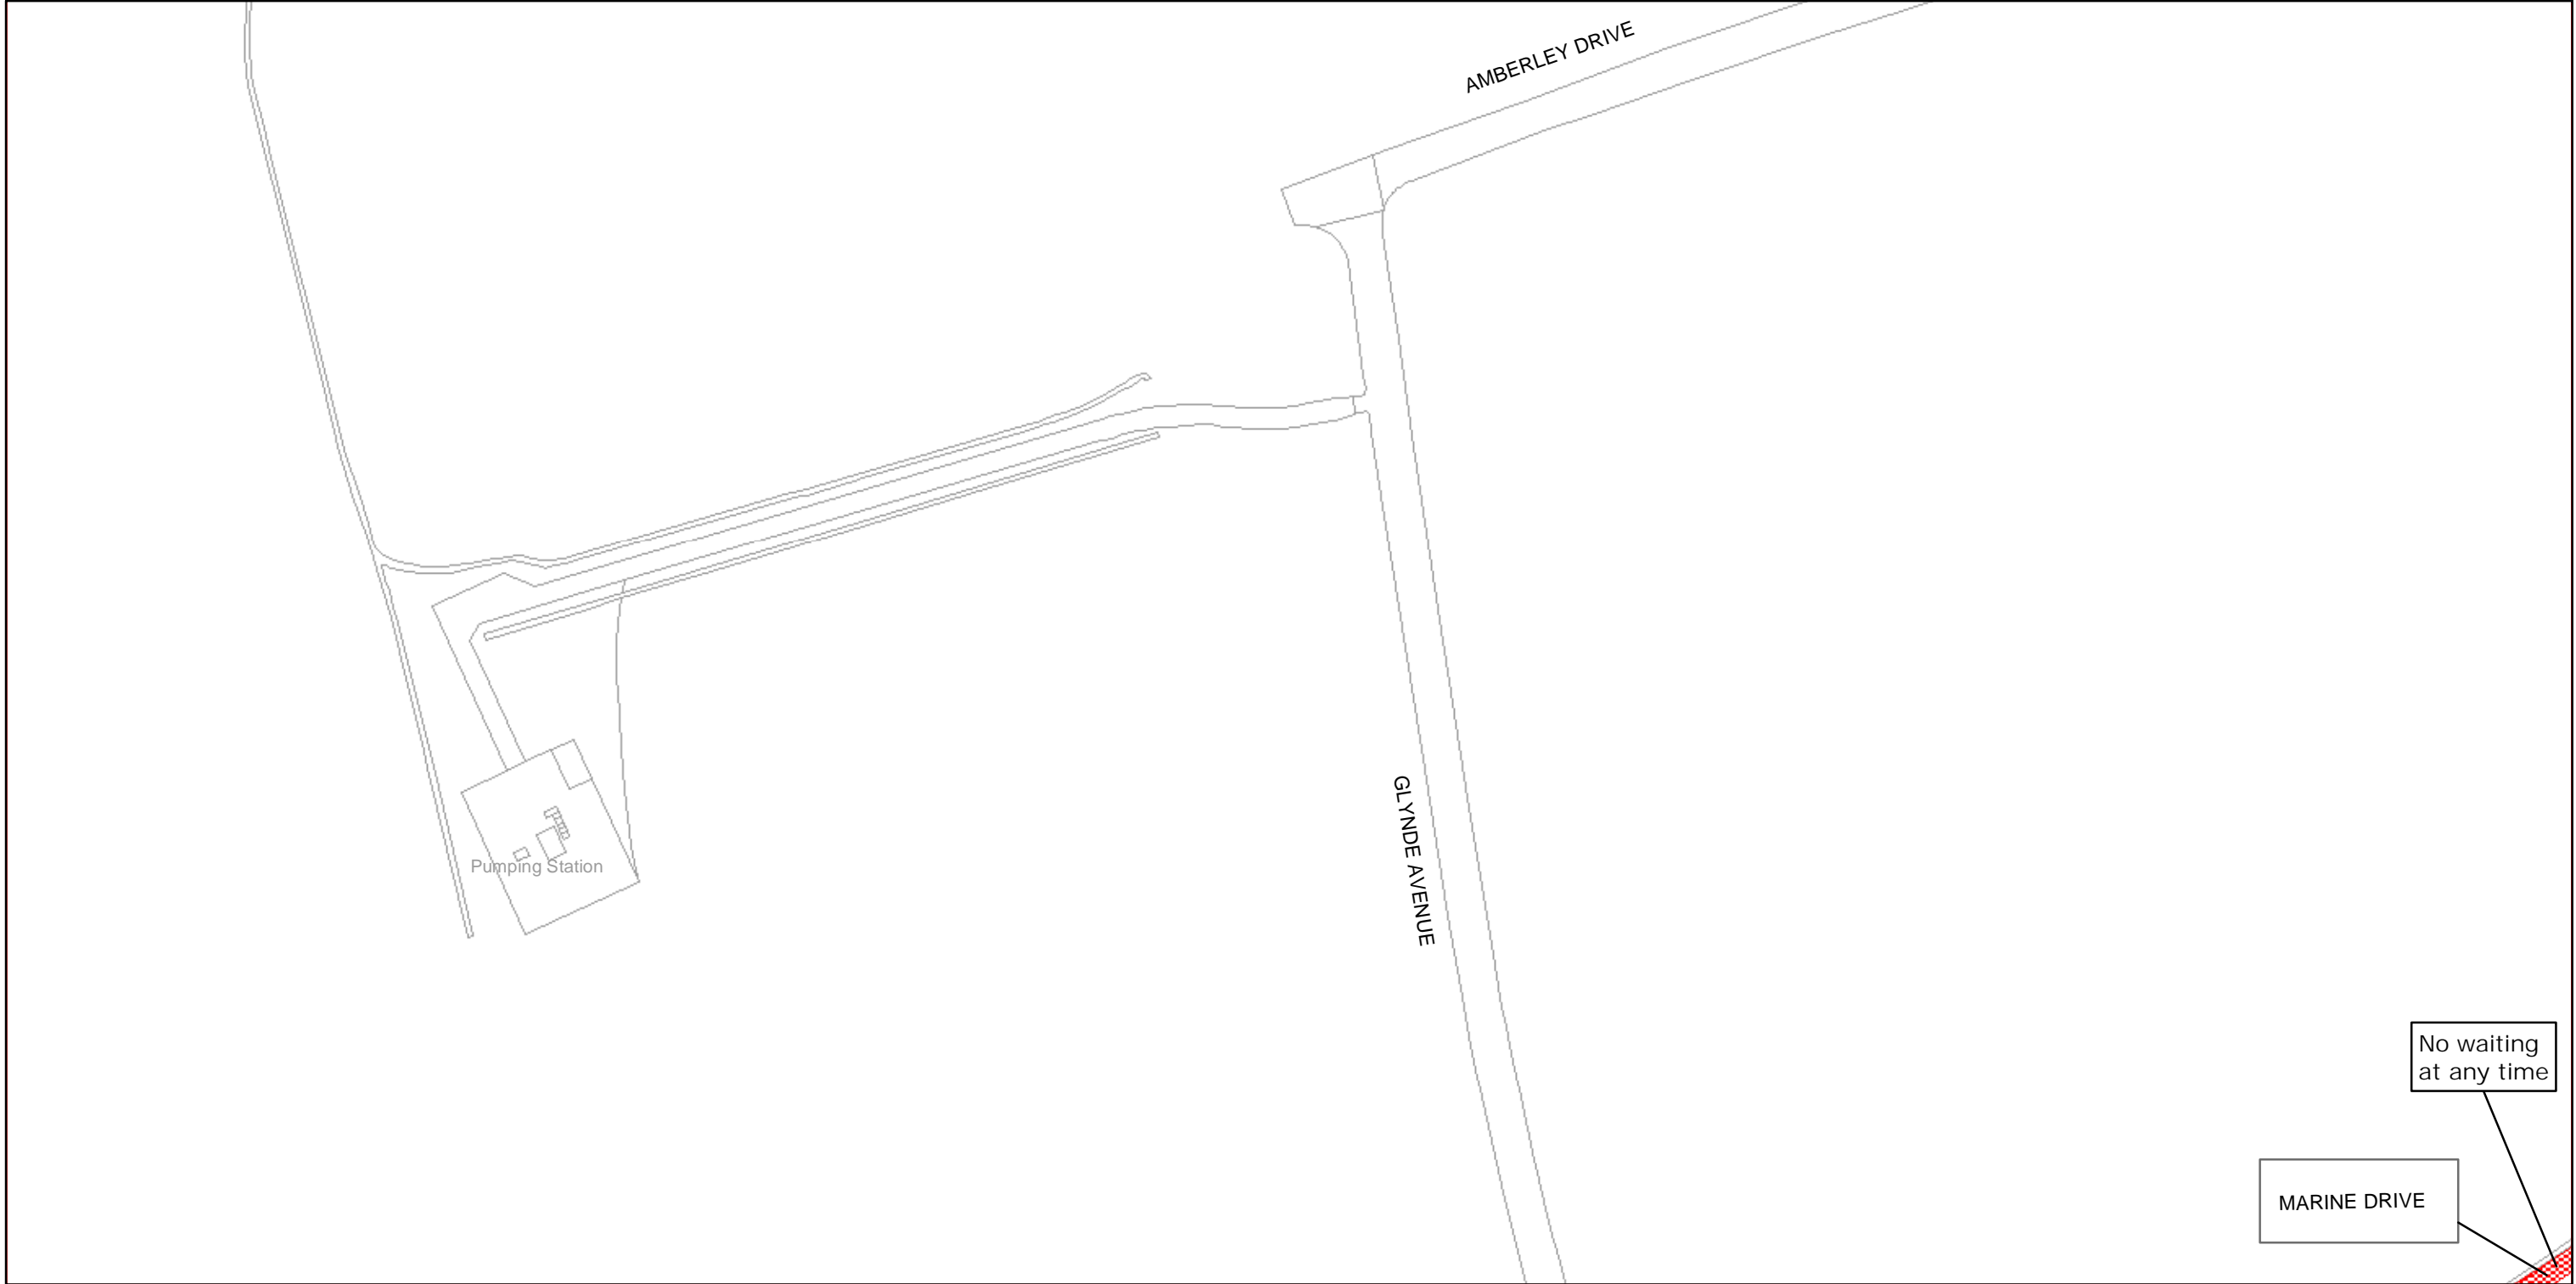 AMBERLEY DRIVE
GLYNDE AVENUE
Pumping Station
No waiting
at any time
MARINE DRIVE